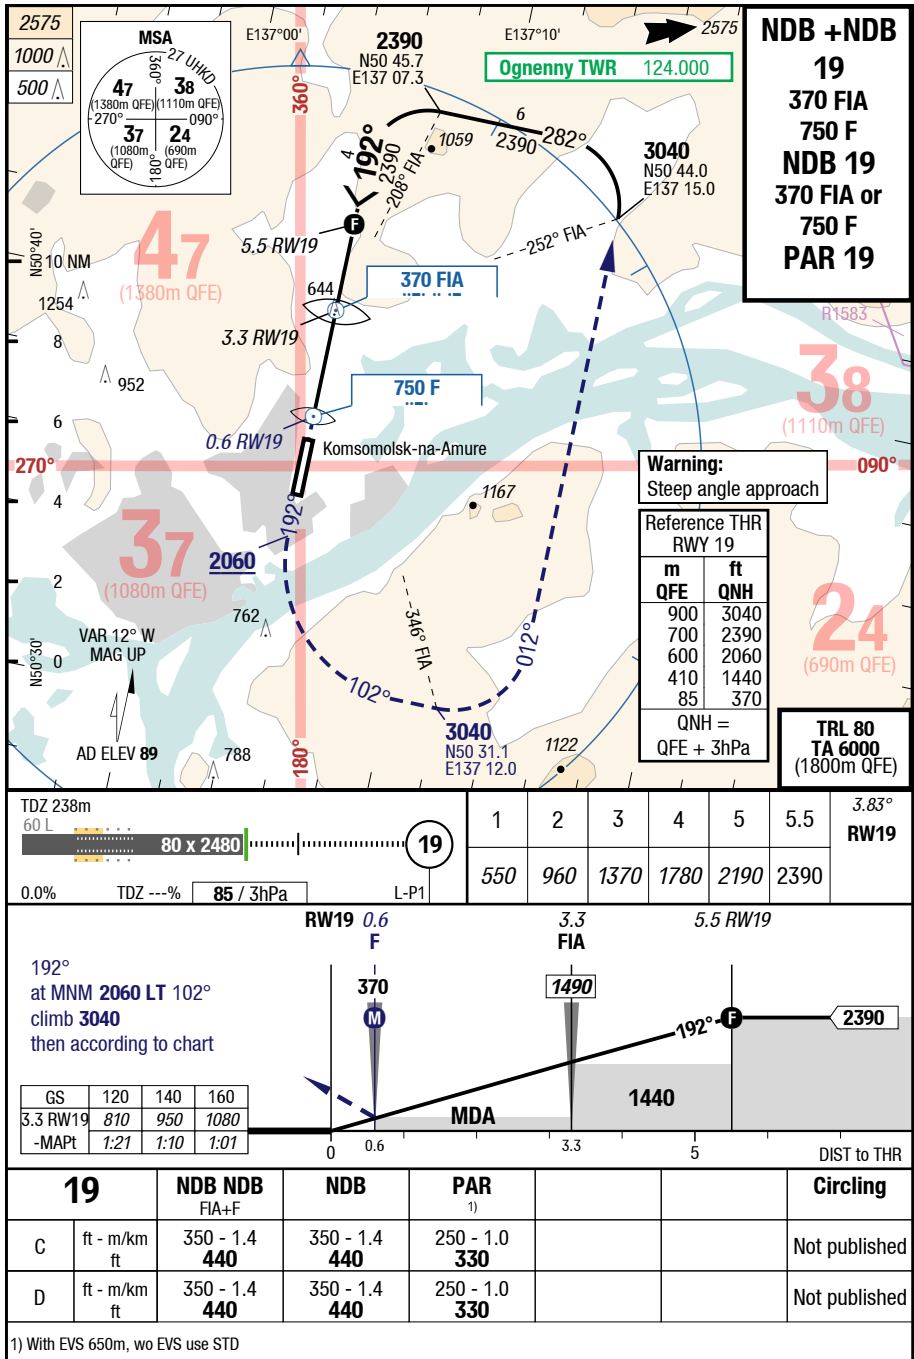 2575
1000
500
MSA
27 UHKD
360°
47
(1380m QFE)
38
(1110m QFE)
270°
090°
37
(1080m
QFE)
24
(690m
QFE)
180°
E137°00'
E137°10'
2575
Ognenny TWR 124.000
NDB +NDB
19
370 FIA
750 F
NDB 19
370 FIA or
750 F
PAR 19
2390
N50 45.7
E137 07.3
360°
1059
6
2390
282°
4
192°
2390
208° FIA
3040
N50 44.0
E137 15.0
252° FIA
F
5.5 RW19
N50°40'
10 NM
47
(1380m QFE)
370 FIA
644
3.3 RW19
1254
8
R1583
38
(1110m QFE)
952
750 F
6
0.6 RW19
Komsomolsk-na-Amure
270°
090°
Warning:
Steep angle approach
4
1167
192°
2060
37
(1080m QFE)
Reference THR
RWY 19
m ft
QFE QNH
900 3040
700 2390
600 2060
410 1440
85 370
QNH =
QFE + 3hPa
2
762
24
(690m QFE)
VAR 12° W
MAG UP
346° FIA
012°
N50°30'
0
102°
3040
N50 31.1
E137 12.0
1122
AD ELEV 89
788
180°
TRL 80
TA 6000
(1800m QFE)
TDZ 238m
60 L
80 x 2480
19
0.0% TDZ ---% 85 / 3hPa L-P1
1 2 3 4 5 5.5 3.83°
RW19
550 960 1370 1780 2190 2390
RW19 0.6 3.3 5.5 RW19
F FIA
192°
at MNM 2060 LT 102°
climb 3040
then according to chart
370
1490
M
192°
F
2390
1440
MDA
GS 120 140 160
3.3 RW19 810 950 1080
-MAPt 1:21 1:10 1:01
0 0.6 3.3 5 DIST to THR
19 NDB NDB NDB PAR Circling
FIA+F 1)
C ft - m/km 350 - 1.4 350 - 1.4 250 - 1.0 Not published
ft 440 440 330
D ft - m/km 350 - 1.4 350 - 1.4 250 - 1.0 Not published
ft 440 440 330
1) With EVS 650m, wo EVS use STD